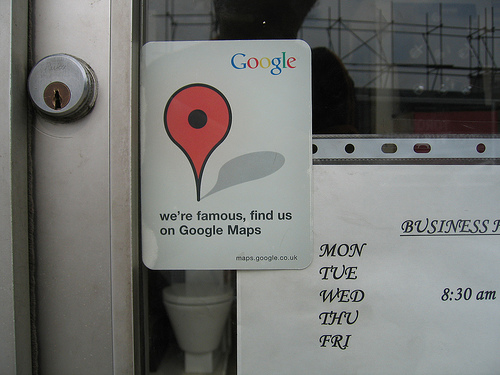 Google
we're famous, find us
on Google Maps
maps.google.co.uk
BUSINESS
MON
TUE
WED 8:30 am
THU
FRI